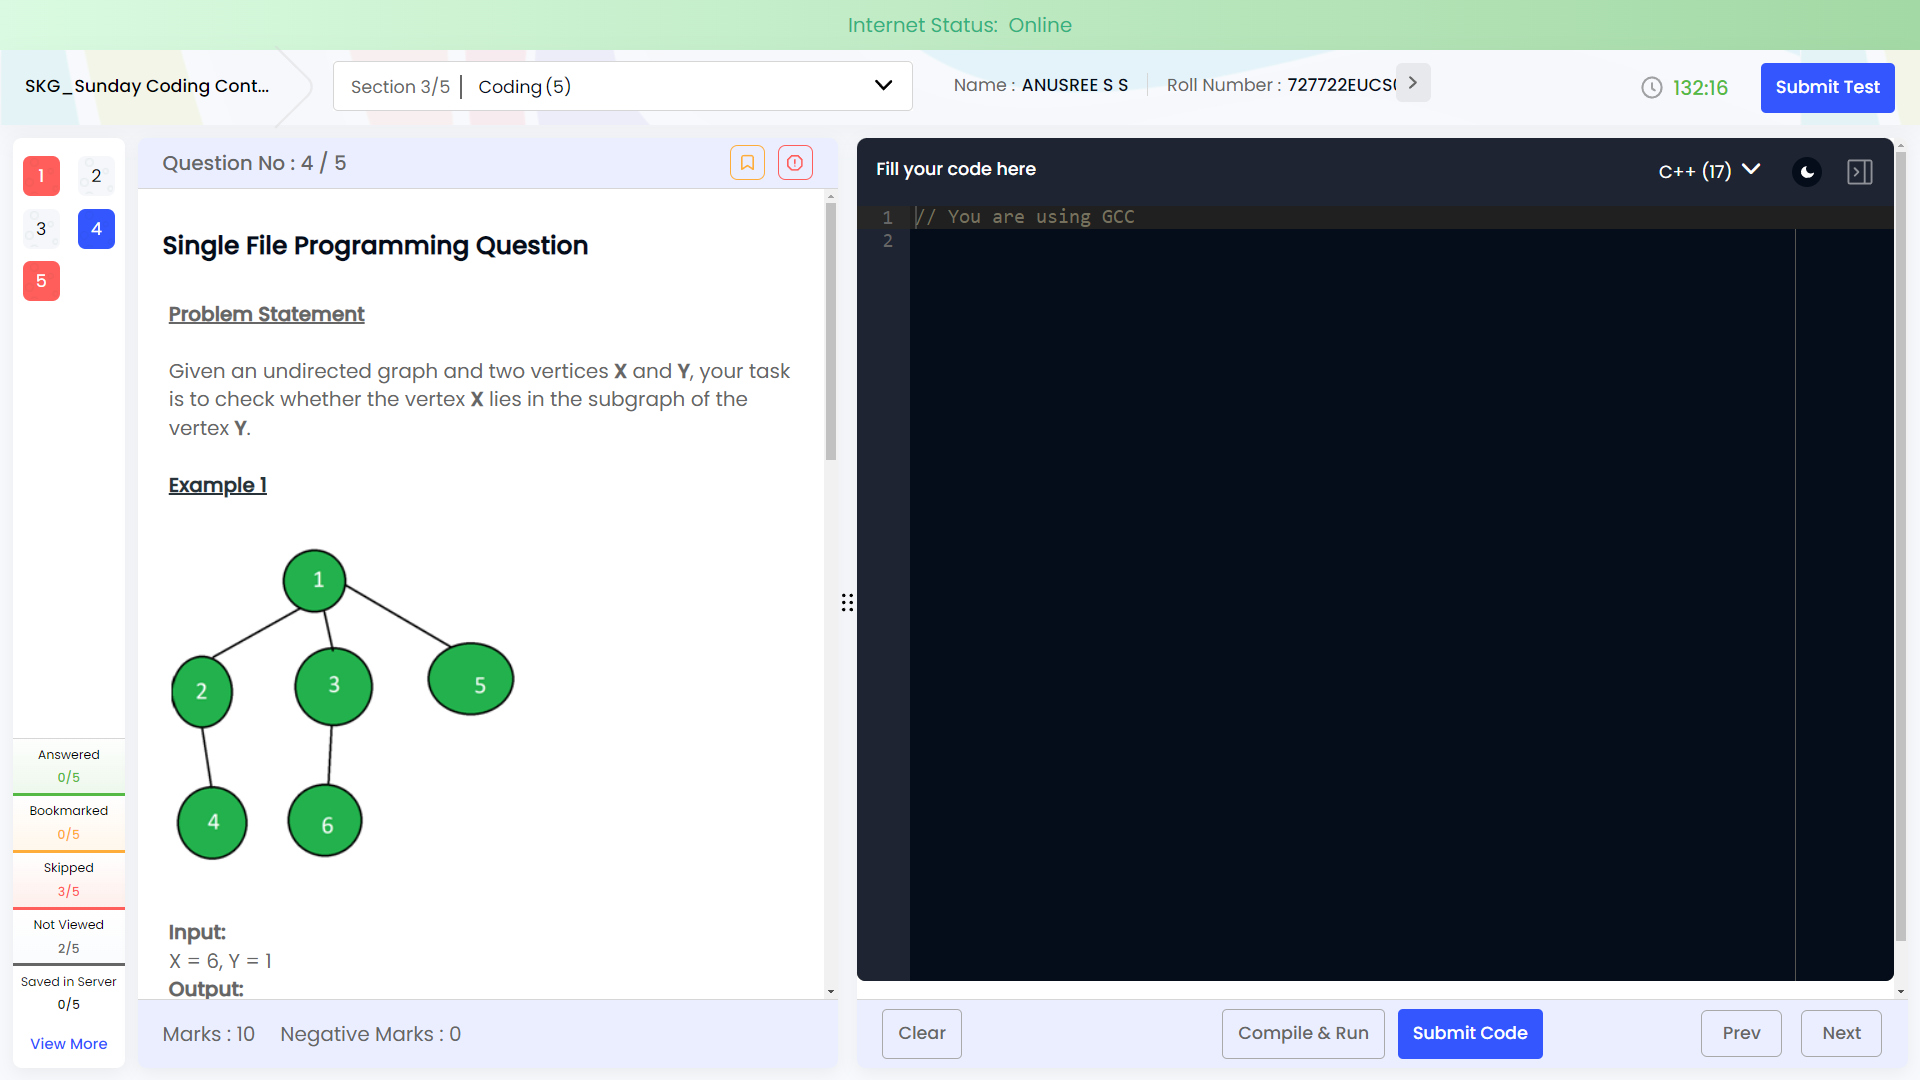 Internet Status: Online
SKG_Sunday Coding Cont...
Section 3/5 | Coding (5)
Name : ANUSREE S S
Roll Number : 727722EUCS
132:16
Submit Test
1
2
3
4
5
Answered
0/5
Bookmarked
0/5
Skipped
3/5
Not Viewed
2/5
Saved in Server
0/5
View More
Question No : 4 / 5
Single File Programming Question
Problem Statement
Given an undirected graph and two vertices X and Y, your task
is to check whether the vertex X lies in the subgraph of the
vertex Y.
Example 1
1
2
3
5
4
6
Input:
X = 6, Y = 1
Output:
Marks : 10
Negative Marks : 0
Fill your code here
C++ (17)
1
// You are using GCC
2
Clear
Compile & Run
Submit Code
Prev
Next